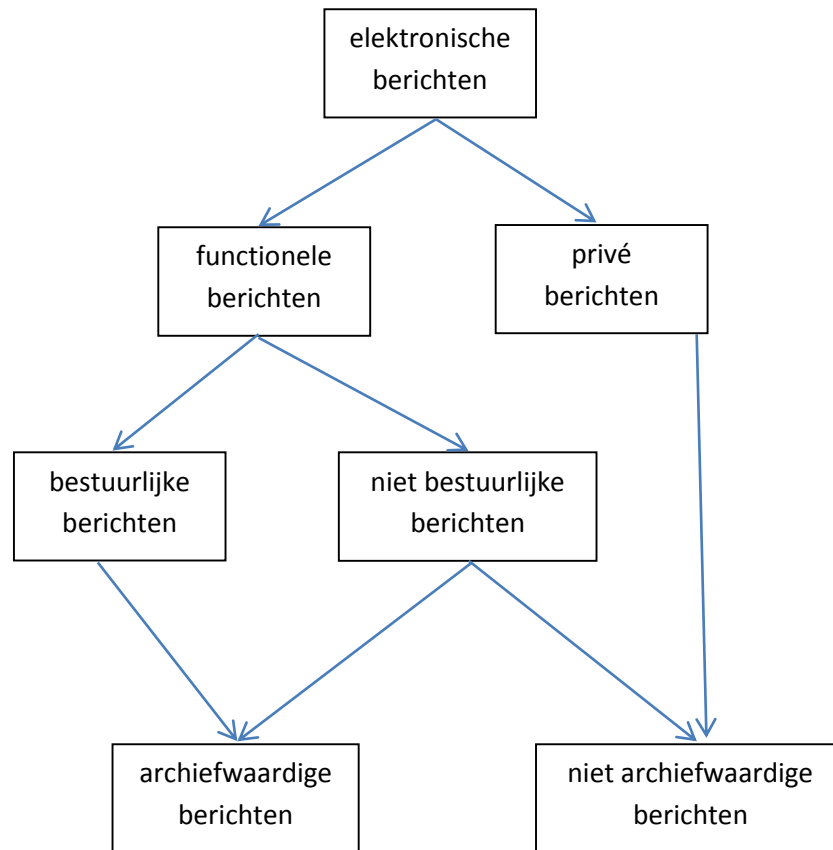 elektronische
berichten
functionele
berichten
privé
berichten
bestuurlijke
berichten
niet bestuurlijke
berichten
archiefwaardige
berichten
niet archiefwaardige
berichten